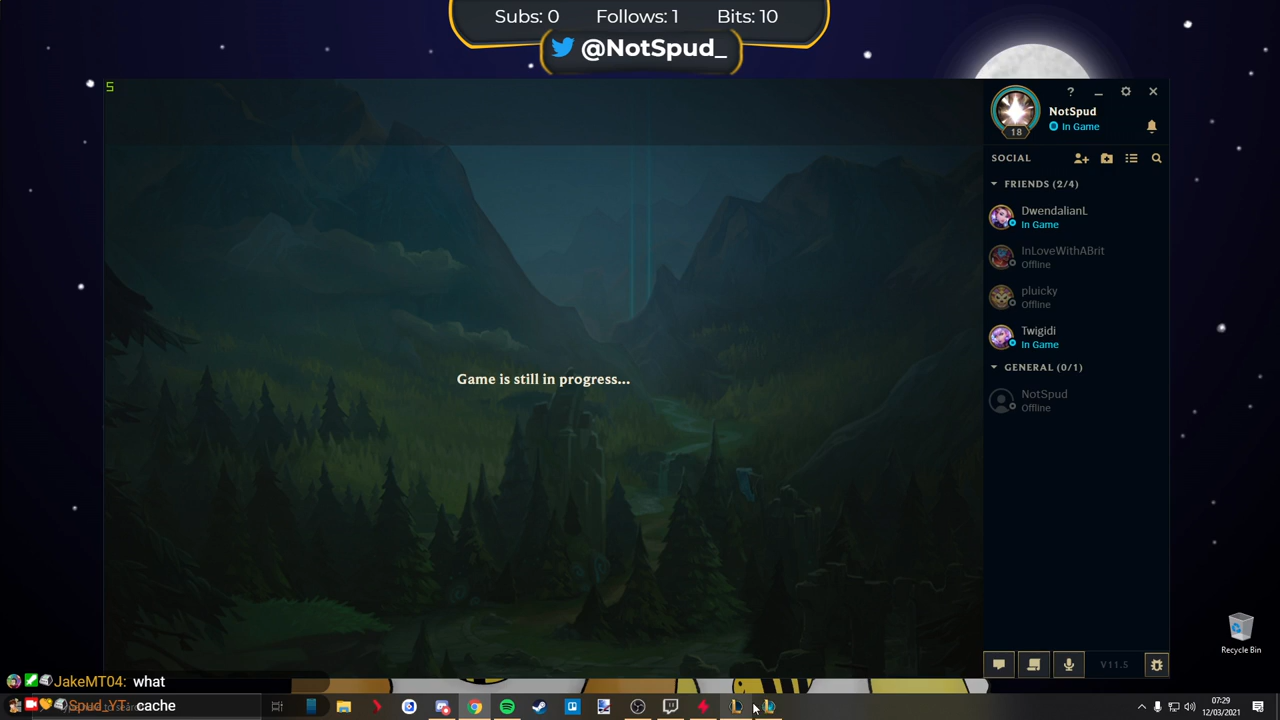 Subs: 0 Follows: 1 Bits: 10
@NotSpud_
5
?
NotSpud
18
In Game
SOCIAL
FRIENDS (2/4)
DwendalianL
In Game
InLoveWithABrit
Offline
pluicky
Offline
Twigidi
In Game
GENERAL (0/1)
NotSpud
Offline
Game is still in progress...
Recycle Bin
V11.5
JakeMT04: what
Spud_YT: cache
07:29
12/03/2021